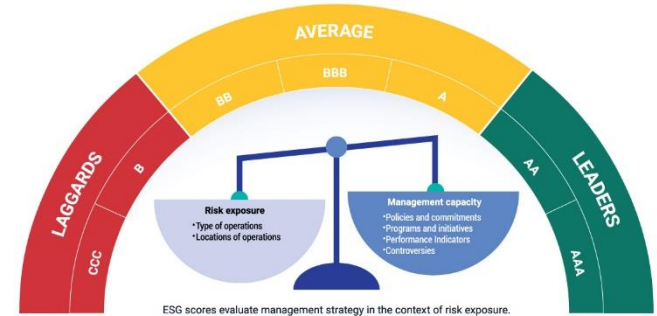 AVERAGE
BBB
BB
A
LAGGARDS
B
CCC
LEADERS
AA
AAA
Risk exposure
•Type of operations
•Locations of operations
Management capacity
•Policies and commitments
•Programs and initiatives
•Performance Indicators
•Controversies
ESG scores evaluate management strategy in the context of risk exposure.